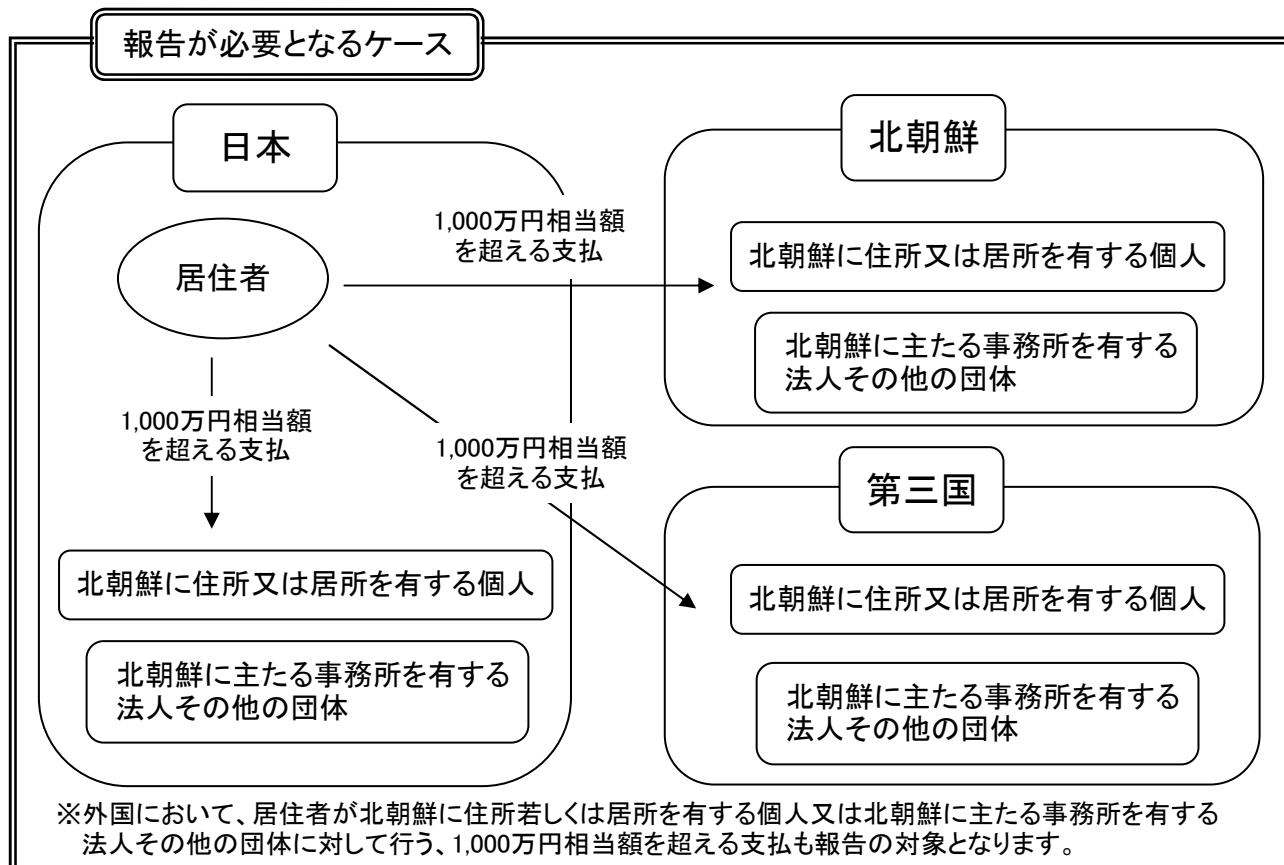 報告が必要となるケース
日本
居住者
1,000万円相当額
を超える支払
北朝鮮に住所又は居所を有する個人
北朝鮮に主たる事務所を有する
法人その他の団体
1,000万円相当額
を超える支払
北朝鮮
北朝鮮に住所又は居所を有する個人
北朝鮮に主たる事務所を有する
法人その他の団体
1,000万円相当額
を超える支払
第三国
北朝鮮に住所又は居所を有する個人
北朝鮮に主たる事務所を有する
法人その他の団体
※外国において、居住者が北朝鮮に住所若しくは居所を有する個人又は北朝鮮に主たる事務所を有する
法人その他の団体に対して行う、1,000万円相当額を超える支払も報告の対象となります。